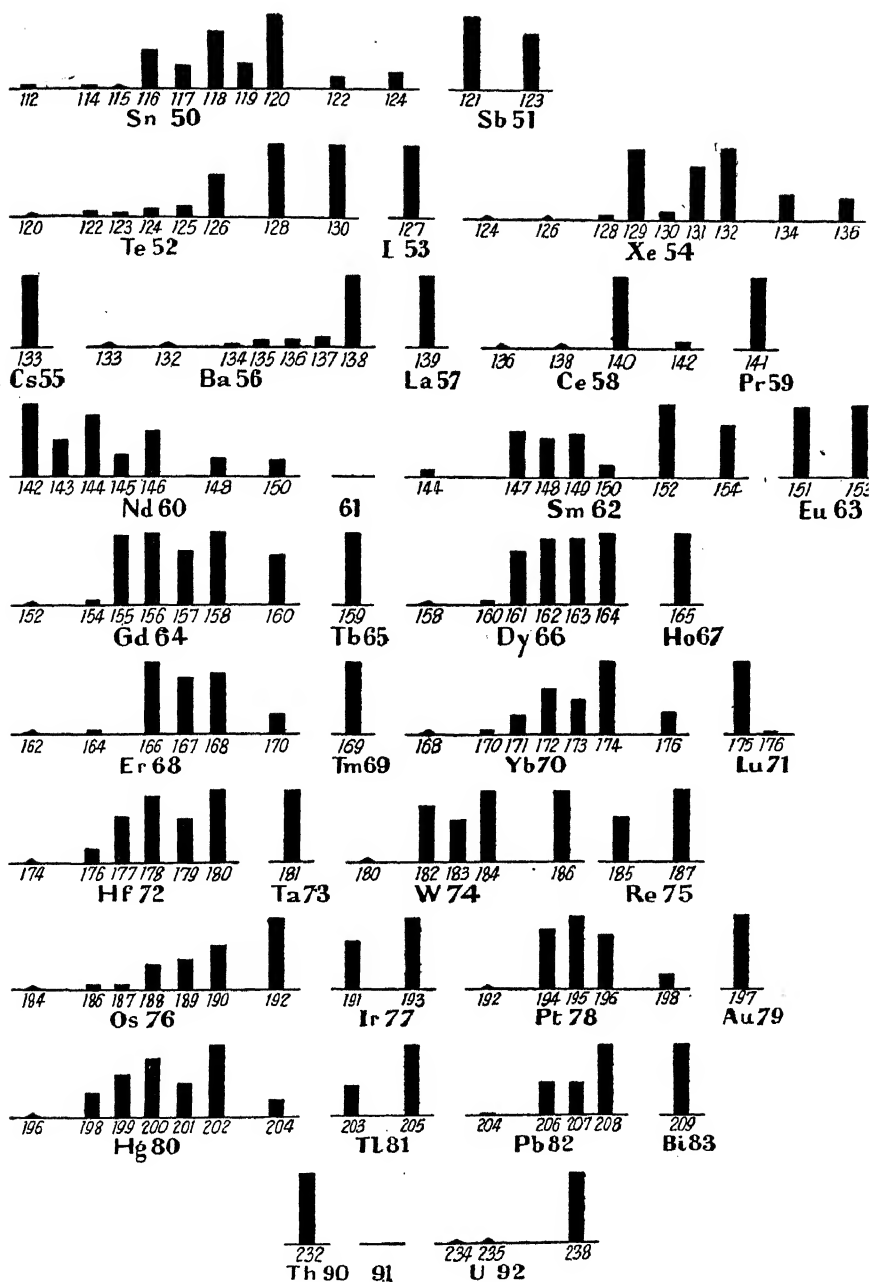 112 114 115 116 117 118 119 120 122 124 121 123
Sn 50 Sb 51
120 122 123 124 125 126 128 130 127 124 126 128 129 130 131 132 134 136
Te 52 I 53 Xe 54
133 133 132 134 135 136 137 138 139 136 138 140 142 141
Cs 55 Ba 56 La 57 Ce 58 Pr 59
142 143 144 145 146 148 150 144 147 148 149 150 152 154 151 153
Nd 60 61 Sm 62 Eu 63
152 154 155 156 157 158 160 159 158 160 161 162 163 164 165
Gd 64 Tb 65 Dy 66 Ho 67
162 164 166 167 168 170 169 168 170 171 172 173 174 176 175 176
Er 68 Tm 69 Yb 70 Lu 71
174 176 177 178 179 180 181 180 182 183 184 186 185 187
Hf 72 Ta 73 W 74 Re 75
184 186 187 188 189 190 192 191 193 192 194 195 196 198 197
Os 76 Ir 77 Pt 78 Au 79
196 198 199 200 201 202 204 203 205 204 206 207 208 209
Hg 80 TL 81 Pb 82 Bi 83
232 234 235 238
Th 90 91 U 92